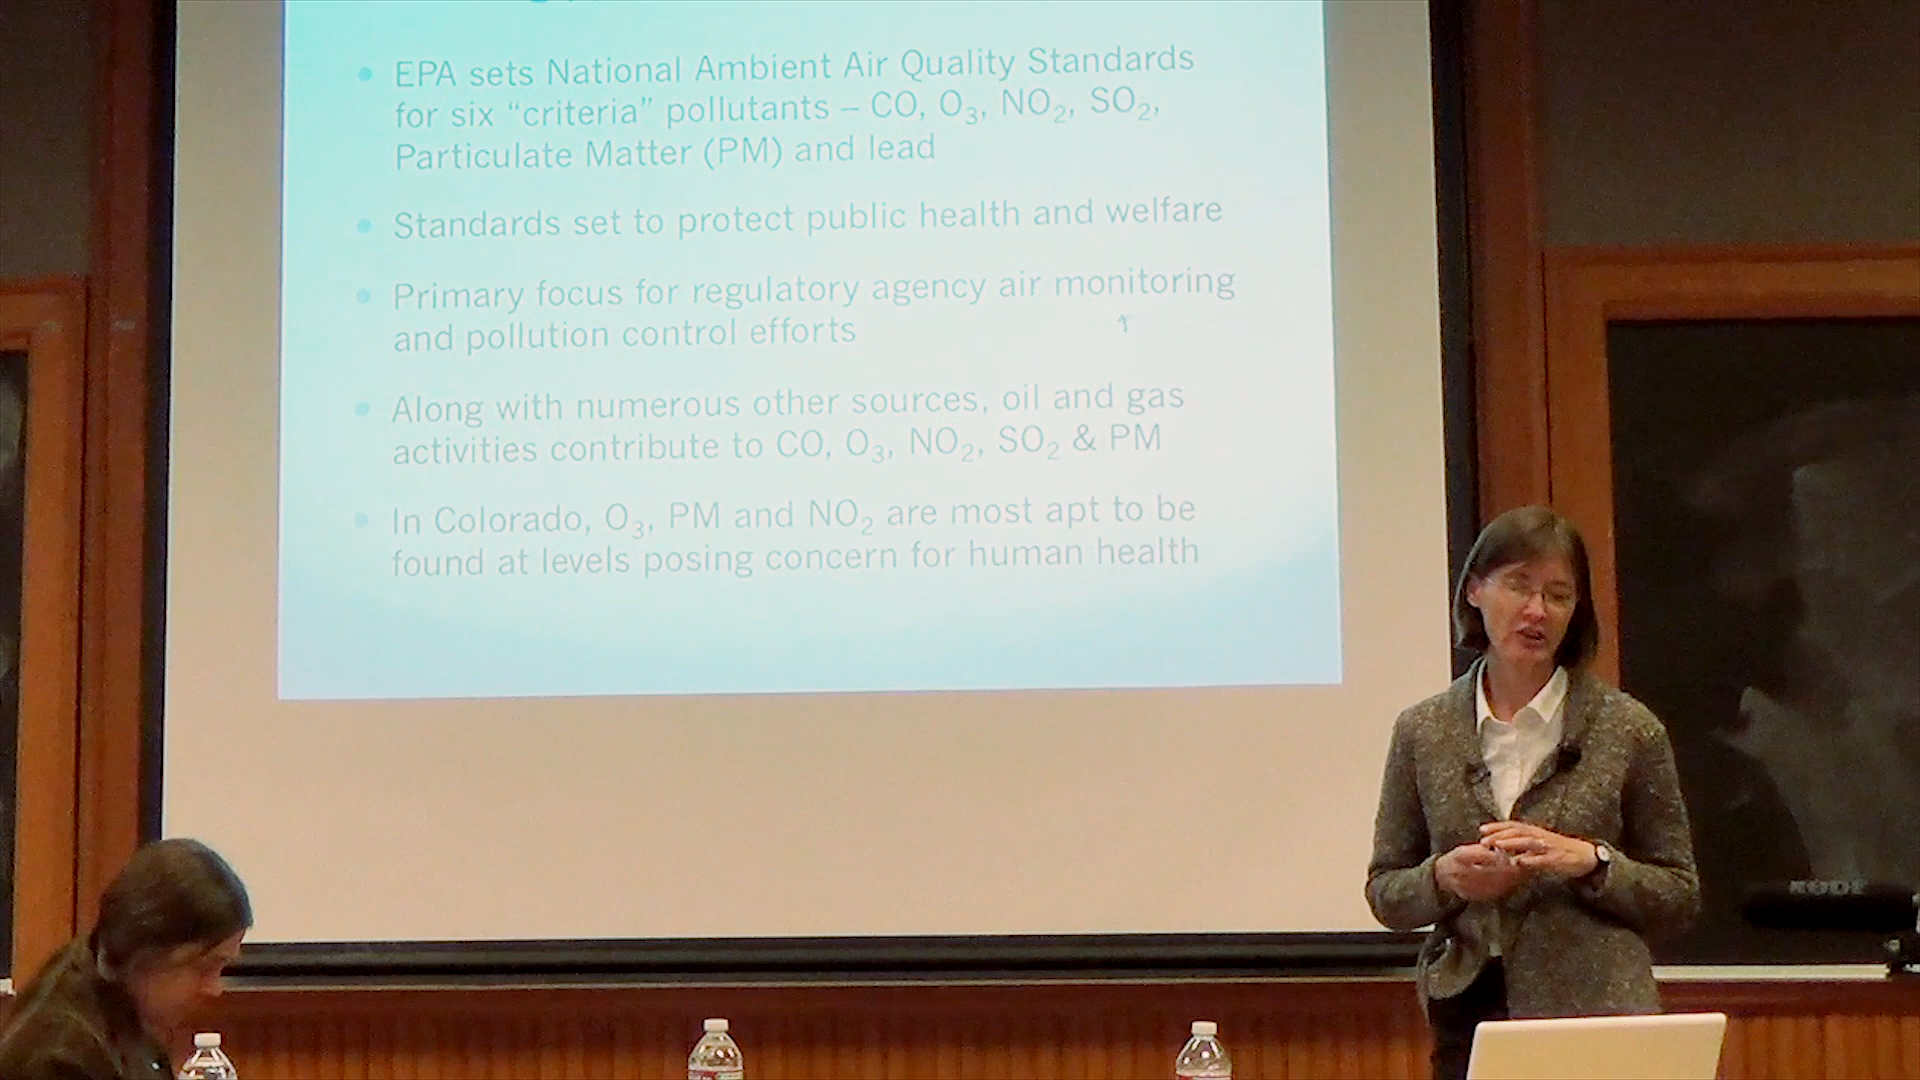 • EPA sets National Ambient Air Quality Standards
for six “criteria” pollutants – CO, O₃, NO₂, SO₂,
Particulate Matter (PM) and lead
• Standards set to protect public health and welfare
• Primary focus for regulatory agency air monitoring
and pollution control efforts
• Along with numerous other sources, oil and gas
activities contribute to CO, O₃, NO₂, SO₂ & PM
• In Colorado, O₃, PM and NO₂ are most apt to be
found at levels posing concern for human health